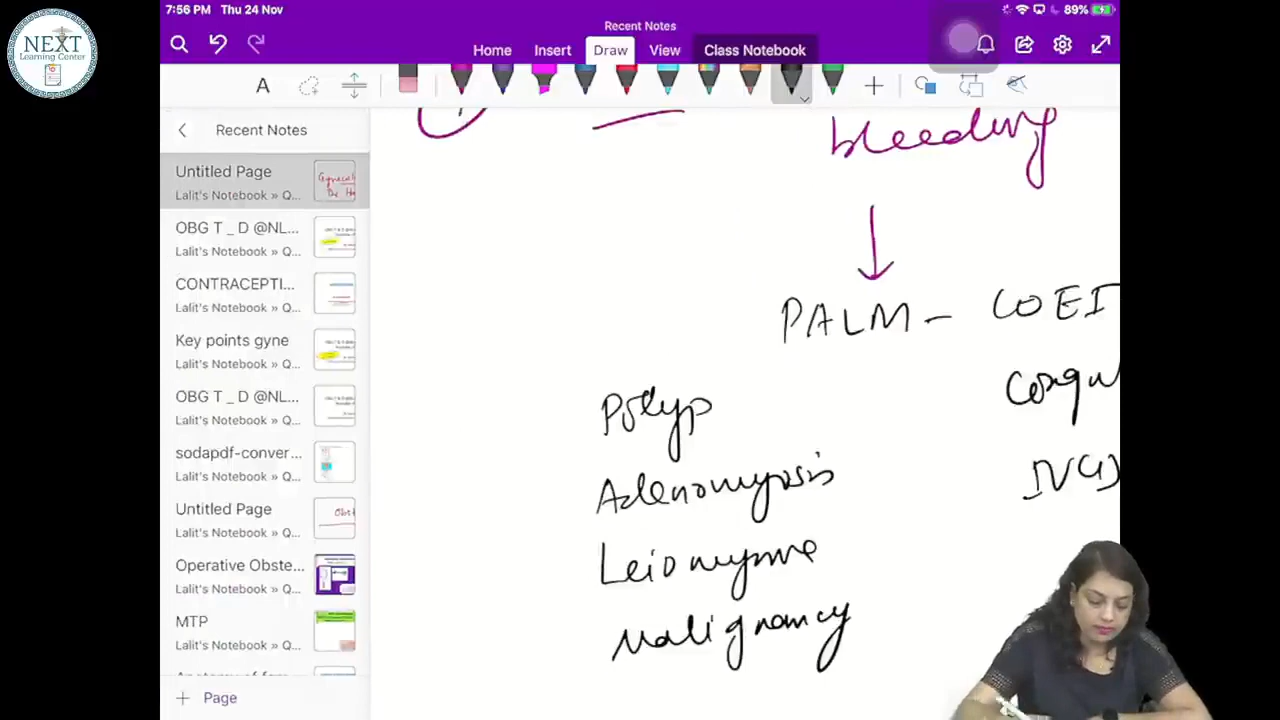 7:56 PM Thu 24 Nov
89%
NEXT
Learning Center
Recent Notes
Home Insert Draw View Class Notebook
A
Recent Notes
Untitled Page
Lalit's Notebook » Q...
OBG T _ D @NL...
Lalit's Notebook » Q...
CONTRACEPTI...
Lalit's Notebook » Q...
Key points gyne
Lalit's Notebook » Q...
OBG T _ D @NL...
Lalit's Notebook » Q...
sodapdf-conver...
Lalit's Notebook » Q...
Untitled Page
Lalit's Notebook » Q...
Operative Obste...
Lalit's Notebook » Q...
MTP
Lalit's Notebook » Q...
+ Page
bleeding
PALM - COEI
Polyp
Coagu
Adenomyosis
Leiomyoma
Malignancy